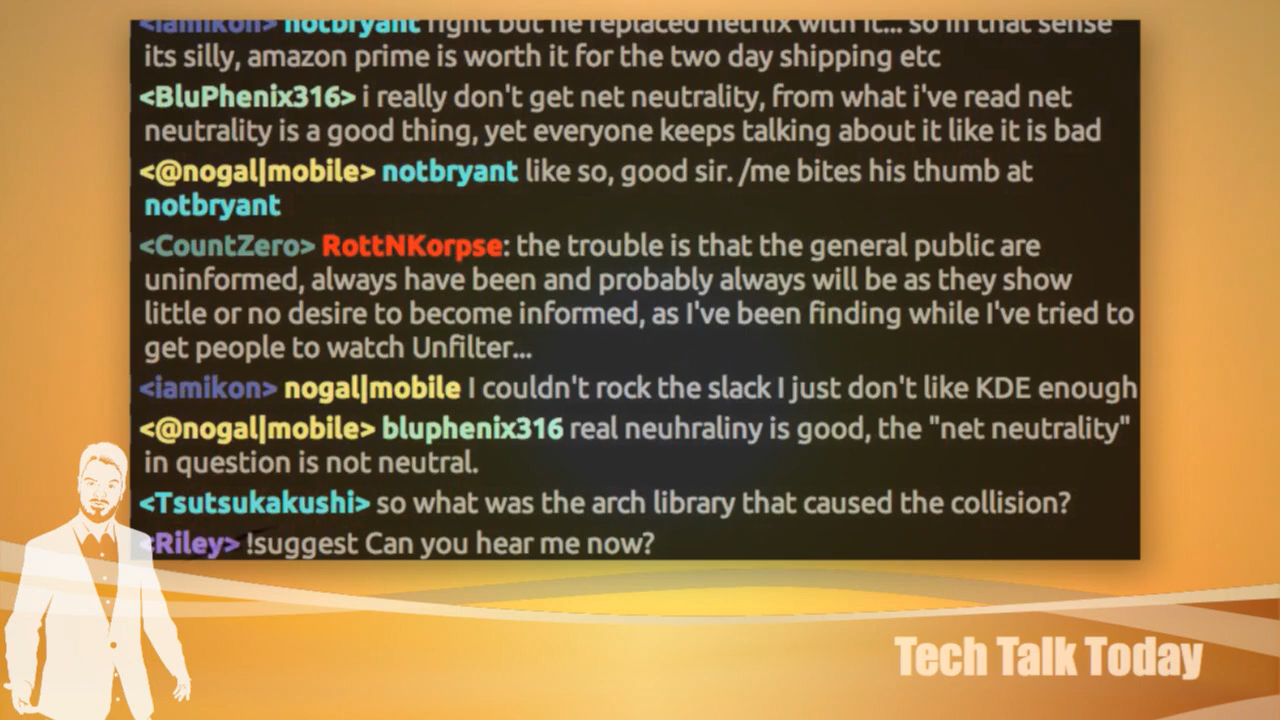 <iamikon> notbryant right but he replaced netflix with it... so in that sense
its silly, amazon prime is worth it for the two day shipping etc
<BluPhenix316> i really don't get net neutrality, from what i've read net
neutrality is a good thing, yet everyone keeps talking about it like it is bad
<@nogal|mobile> notbryant like so, good sir. /me bites his thumb at
notbryant
<CountZero> RottNKorpse: the trouble is that the general public are
uninformed, always have been and probably always will be as they show
little or no desire to become informed, as I've been finding while I've tried to
get people to watch Unfilter...
<iamikon> nogal|mobile I couldn't rock the slack I just don't like KDE enough
<@nogal|mobile> bluphenix316 real neuhraliny is good, the "net neutrality"
in question is not neutral.
<Tsutsukakushi> so what was the arch library that caused the collision?
<Riley> !suggest Can you hear me now?
Tech Talk Today